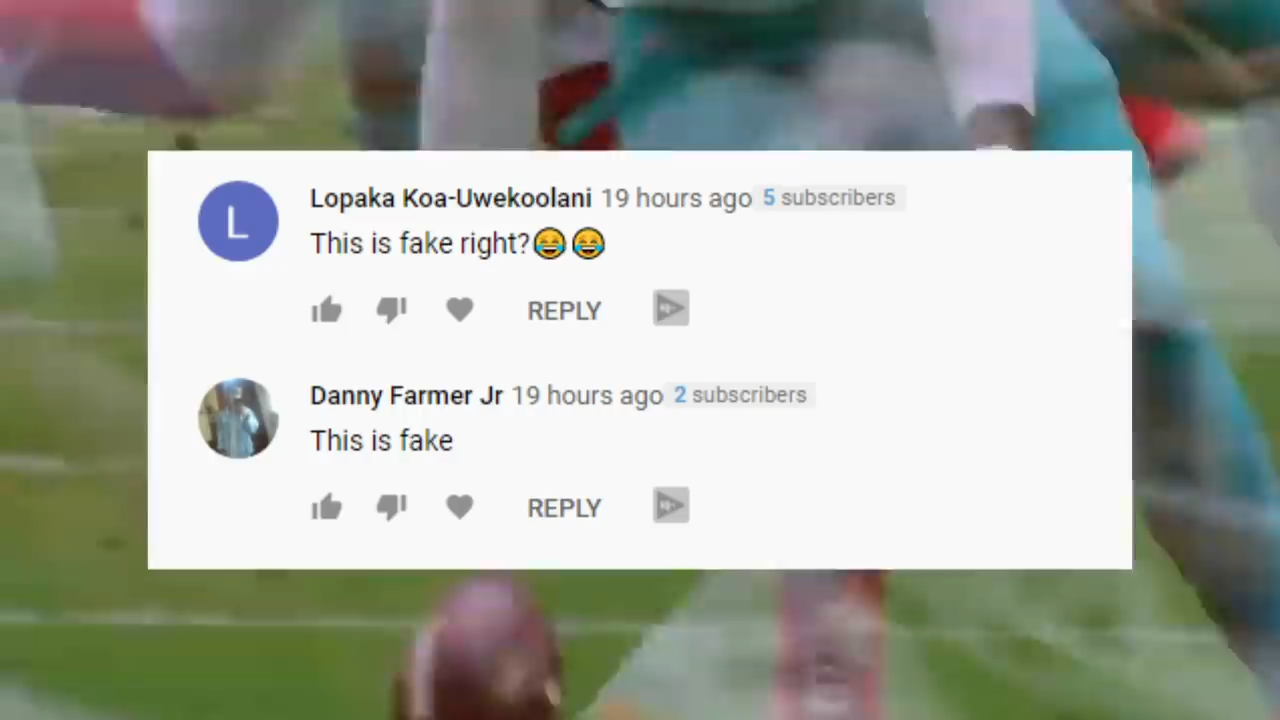 L
Lopaka Koa-Uwekoolani 19 hours ago 5 subscribers
This is fake right?😂😂
REPLY
Danny Farmer Jr 19 hours ago 2 subscribers
This is fake
REPLY